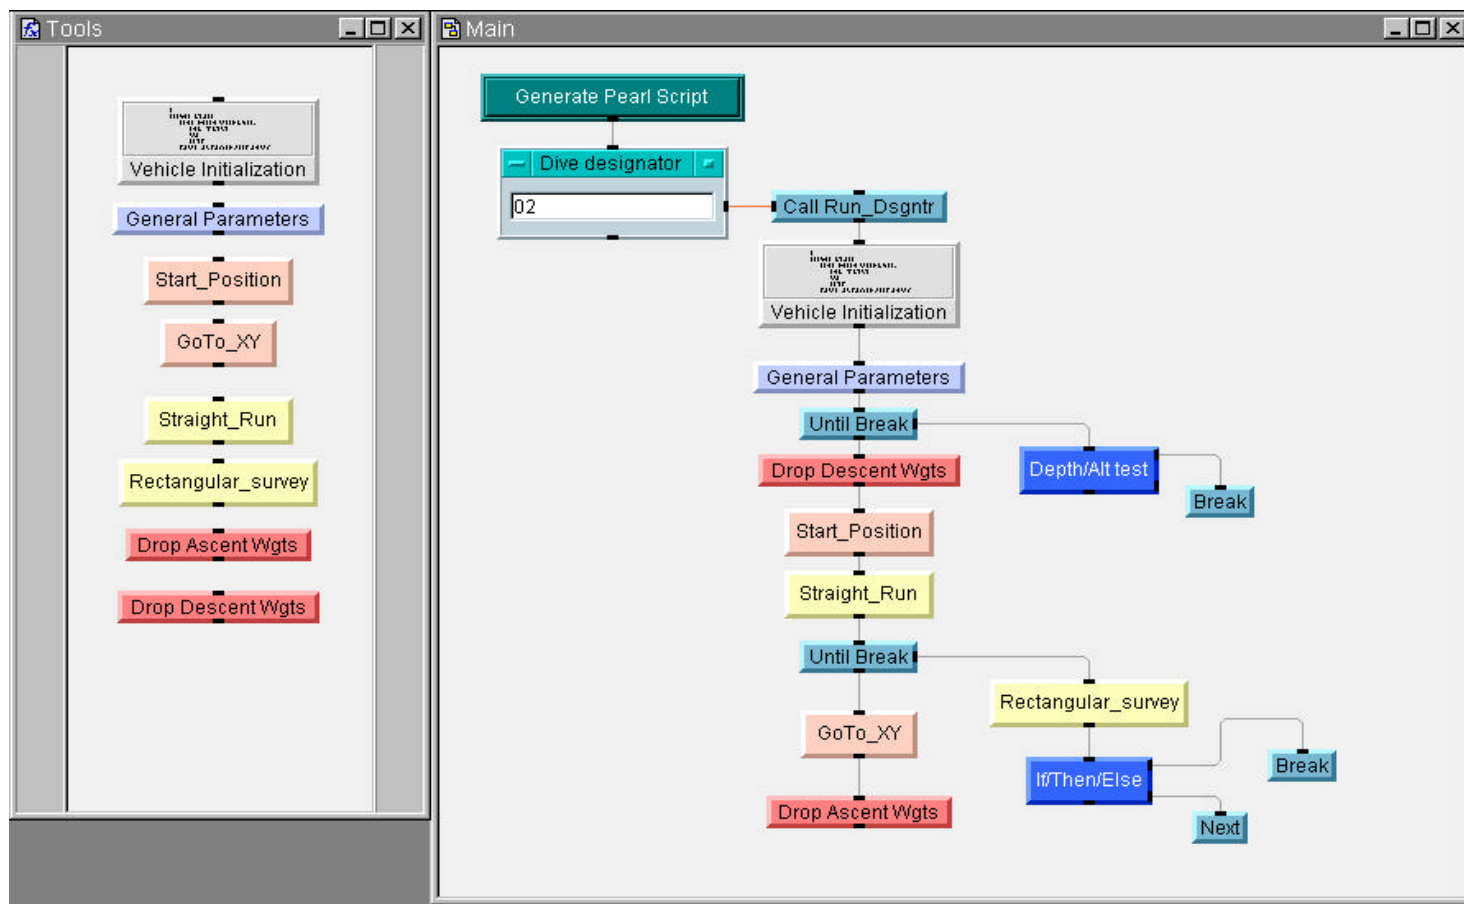 Tools
Vehicle Initialization
General Parameters
Start_Position
GoTo_XY
Straight_Run
Rectangular_survey
Drop Ascent Wgts
Drop Descent Wgts
Main
Generate Pearl Script
Dive designator
02
Call Run_Dsgntr
Vehicle Initialization
General Parameters
Until Break
Depth/Alt test
Break
Drop Descent Wgts
Start_Position
Straight_Run
Until Break
Rectangular_survey
GoTo_XY
If/Then/Else
Break
Next
Drop Ascent Wgts